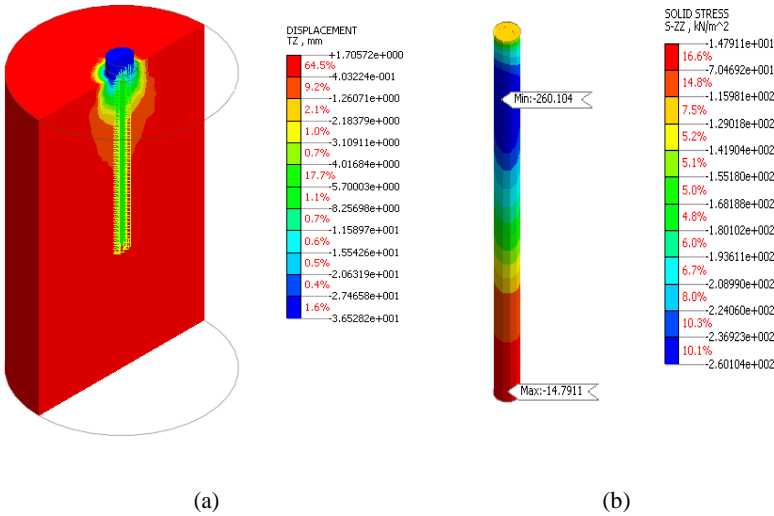 DISPLACEMENT
TZ , mm
+1.70572e+000
64.5%
-4.03224e-001
9.2%
-1.26071e+000
2.1%
-2.18379e+000
1.0%
-3.10911e+000
0.7%
-4.01684e+000
17.7%
-5.70003e+000
1.1%
-8.25698e+000
0.7%
-1.15897e+001
0.6%
-1.55426e+001
0.5%
-2.06319e+001
0.4%
-2.74658e+001
1.6%
-3.65282e+001
Min:-260.104
Max:-14.7911
SOLID STRESS
S-ZZ , kN/m^2
-1.47911e+001
16.6%
-7.04692e+001
14.8%
-1.15981e+002
7.5%
-1.29018e+002
5.2%
-1.41904e+002
5.1%
-1.55180e+002
5.0%
-1.68188e+002
4.8%
-1.80102e+002
6.0%
-1.93611e+002
6.7%
-2.08990e+002
8.0%
-2.24060e+002
10.3%
-2.36923e+002
10.1%
-2.60104e+002
(a)
(b)